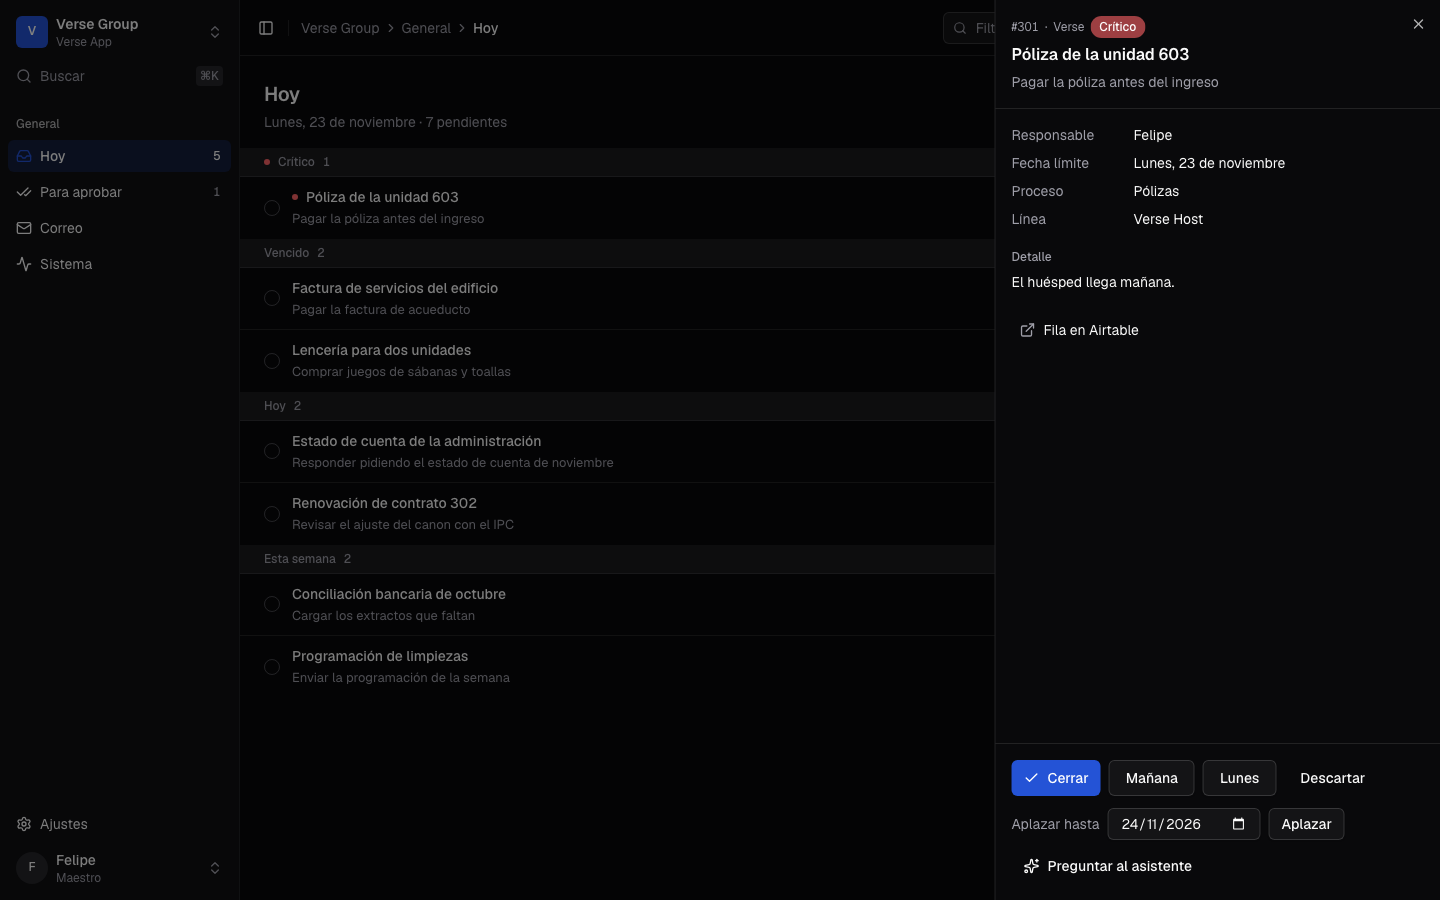 V
Verse Group
Verse App
Buscar
⌘K
General
Hoy 5
Para aprobar 1
Correo
Sistema
Ajustes
F
Felipe
Maestro
Verse Group > General > Hoy
Hoy
Lunes, 23 de noviembre · 7 pendientes
Crítico 1
Póliza de la unidad 603
Pagar la póliza antes del ingreso
Vencido 2
Factura de servicios del edificio
Pagar la factura de acueducto
Lencería para dos unidades
Comprar juegos de sábanas y toallas
Hoy 2
Estado de cuenta de la administración
Responder pidiendo el estado de cuenta de noviembre
Renovación de contrato 302
Revisar el ajuste del canon con el IPC
Esta semana 2
Conciliación bancaria de octubre
Cargar los extractos que faltan
Programación de limpiezas
Enviar la programación de la semana
#301 · Verse Crítico
Póliza de la unidad 603
Pagar la póliza antes del ingreso
Responsable Felipe
Fecha límite Lunes, 23 de noviembre
Proceso Pólizas
Línea Verse Host
Detalle
El huésped llega mañana.
Fila en Airtable
Cerrar Mañana Lunes Descartar
Aplazar hasta 24/11/2026 Aplazar
Preguntar al asistente